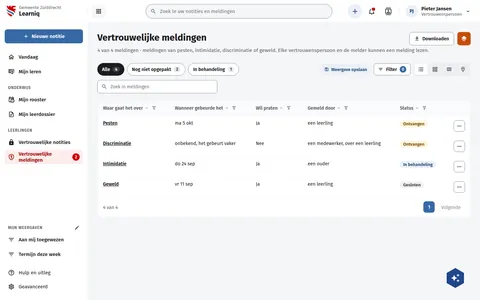 Gemeente Zuiddrecht
Learniq
Zoek in uw notities en meldingen
PJ
Pieter Jansen
Vertrouwenspersoon
+ Nieuwe notitie
Vandaag
Mijn leren
ONDERWIJS
Mijn rooster
Mijn leerdossier
LEERLINGEN
Vertrouwelijke notities
Vertrouwelijke meldingen 2
MIJN WEERGAVEN
Aan mij toegewezen
Termijn deze week
Hulp en uitleg
Geavanceerd
Vertrouwelijke meldingen
4 van 4 meldingen - meldingen van pesten, intimidatie, discriminatie of geweld. Elke vertrouwenspersoon en de melder kunnen een melding lezen.
Downloaden
Alle 4
Nog niet opgepakt 2
In behandeling 1
Weergave opslaan
Filter 0
Zoek in meldingen
Waar gaat het over
Wanneer gebeurde het
Wil praten
Gemeld door
Status
Pesten
ma 5 okt
Ja
een leerling
Ontvangen
Discriminatie
onbekend, het gebeurt vaker
Nee
een medewerker, over een leerling
Ontvangen
Intimidatie
do 24 sep
Ja
een ouder
In behandeling
Geweld
vr 11 sep
Ja
een leerling
Gesloten
4 van 4
1
Volgende